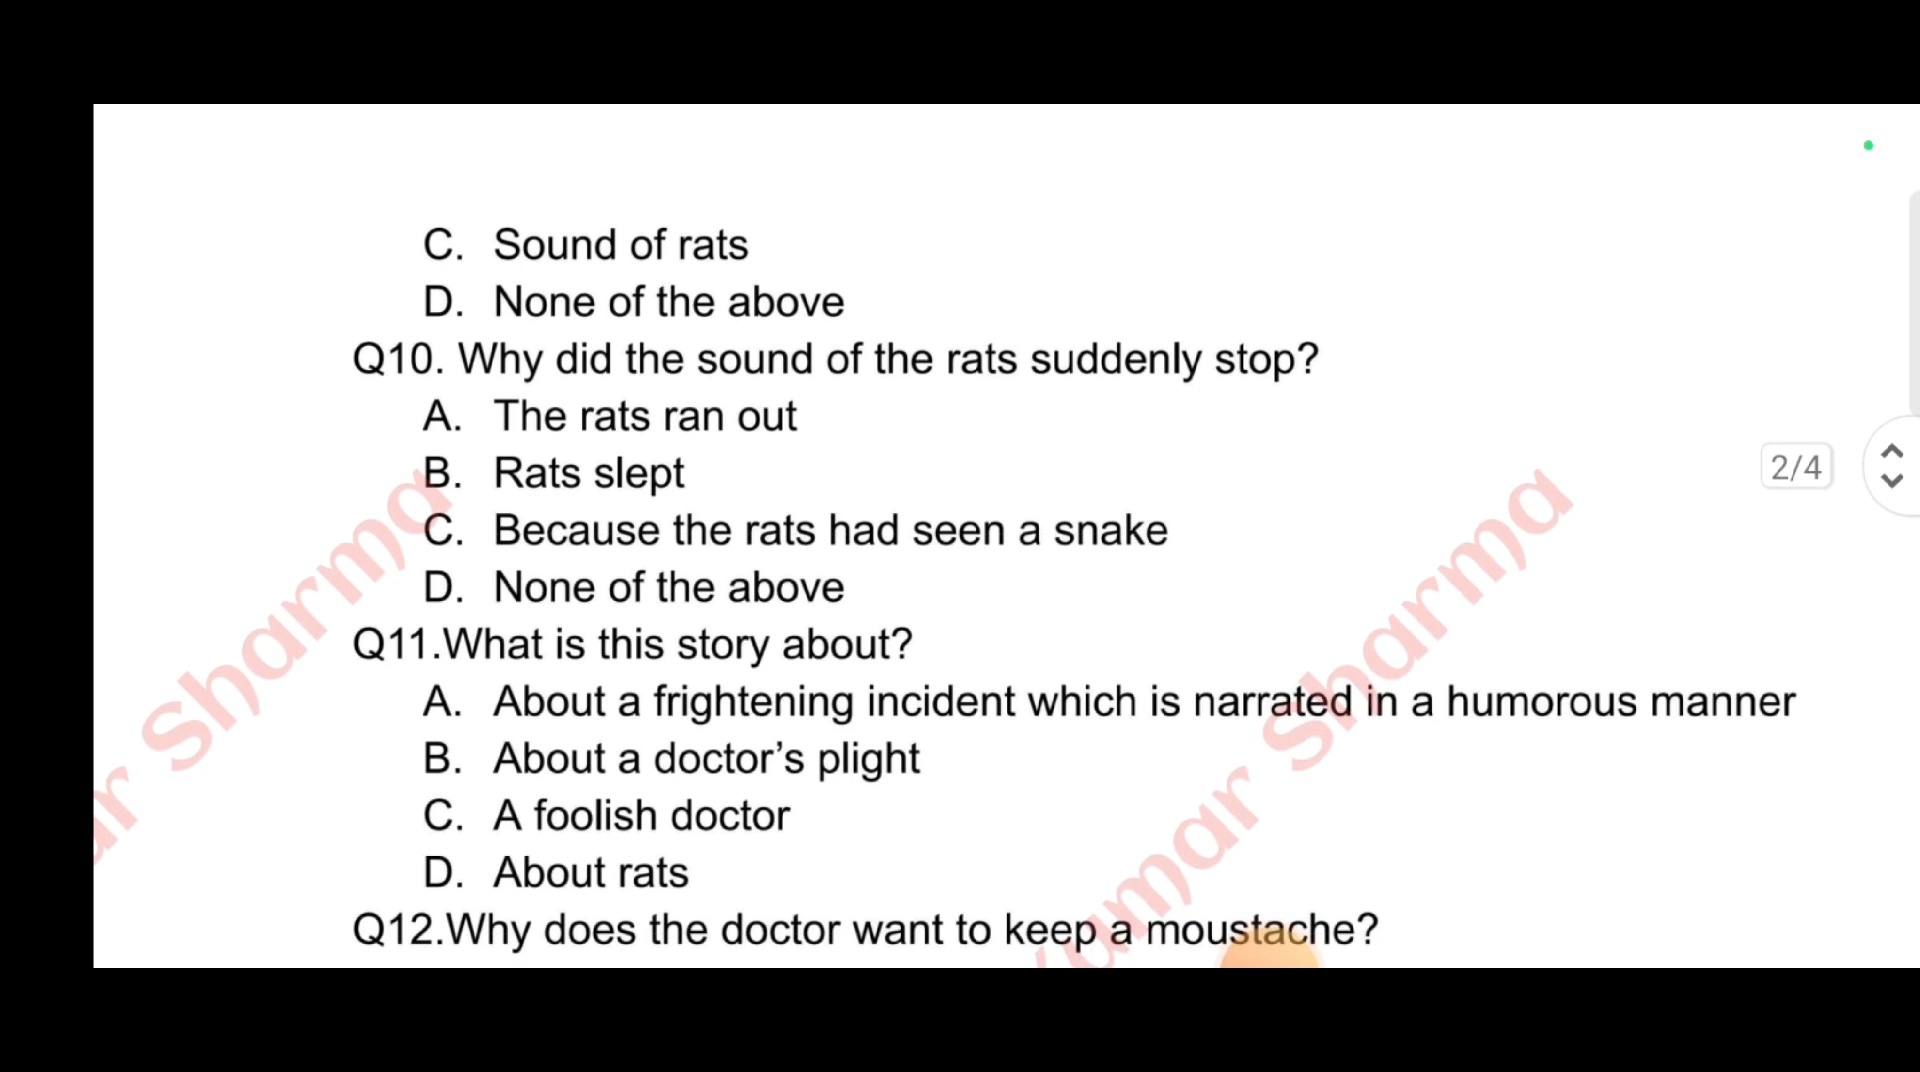 C. Sound of rats
D. None of the above
Q10. Why did the sound of the rats suddenly stop?
A. The rats ran out
B. Rats slept
C. Because the rats had seen a snake
D. None of the above
2/4
Q11.What is this story about?
A. About a frightening incident which is narrated in a humorous manner
B. About a doctor’s plight
C. A foolish doctor
D. About rats
Q12.Why does the doctor want to keep a moustache?
Sharma
Sharma